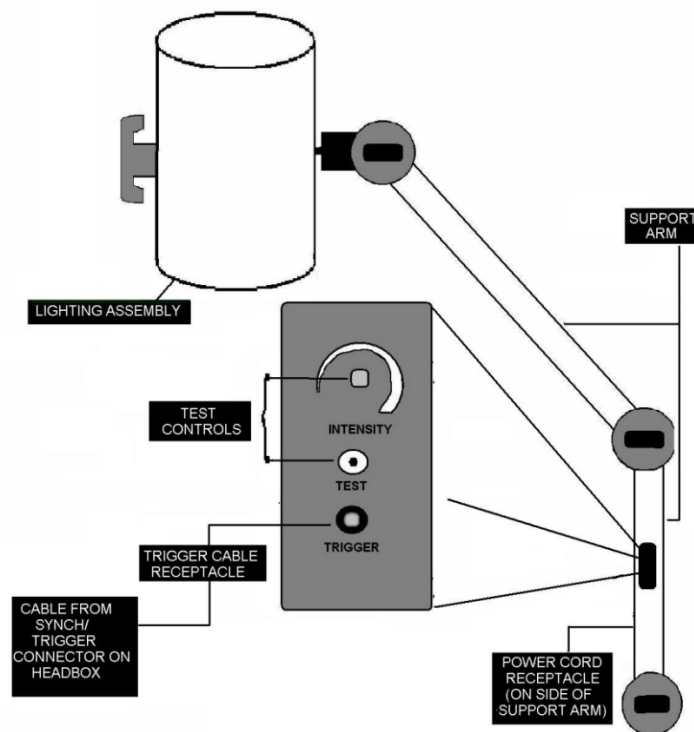 SUPPORT
ARM
LIGHTING ASSEMBLY
TEST
CONTROLS
INTENSITY
TEST
TRIGGER
TRIGGER CABLE
RECEPTACLE
CABLE FROM
SYNCH/
TRIGGER
CONNECTOR ON
HEADBOX
POWER CORD
RECEPTACLE
(ON SIDE OF
SUPPORT ARM)